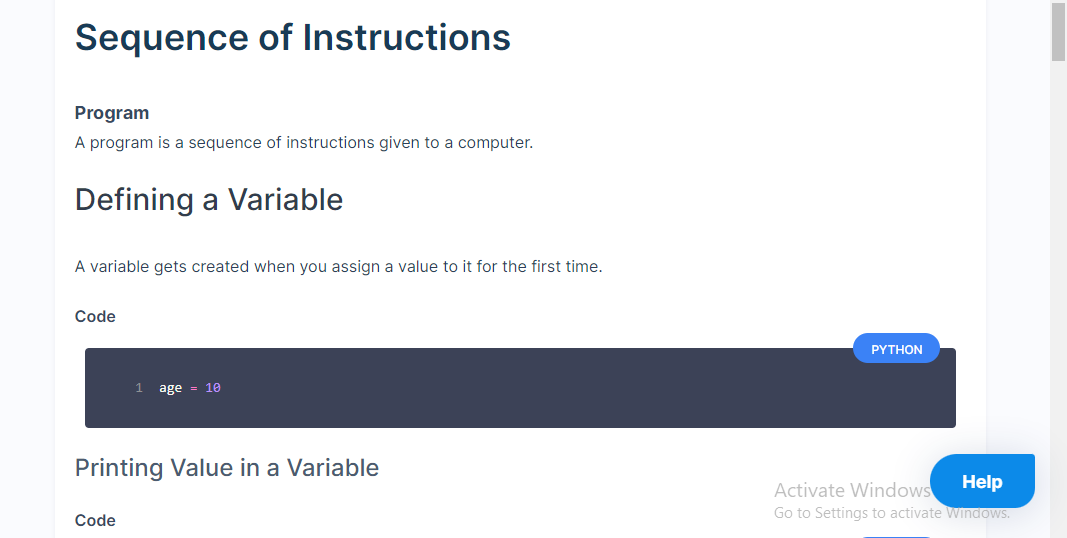 Sequence of Instructions
Program
A program is a sequence of instructions given to a computer.
Defining a Variable
A variable gets created when you assign a value to it for the first time.
Code
PYTHON
1 age = 10
Printing Value in a Variable
Code
Help
Activate Windows
Go to Settings to activate Windows.